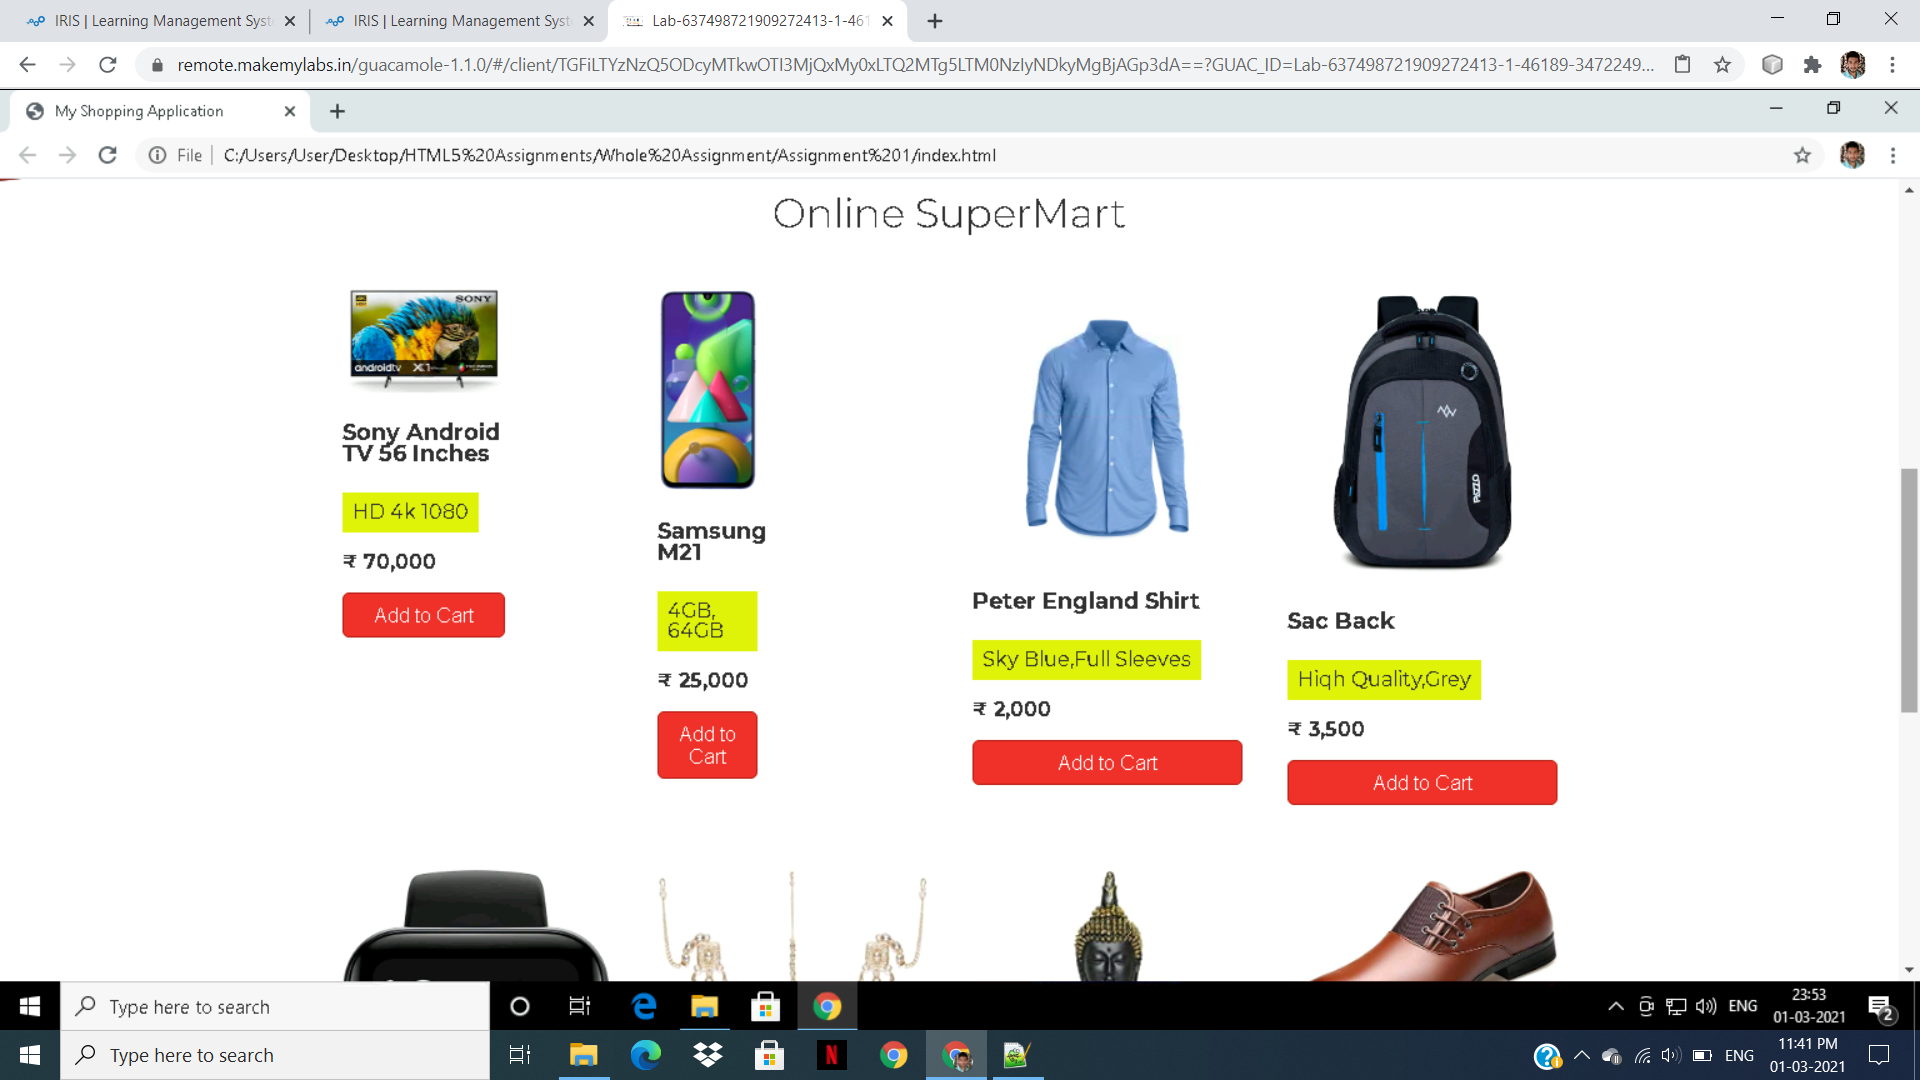 IRIS | Learning Management Syst
IRIS | Learning Management Syst
Lab-637498721909272413-1-461
remote.makemylabs.in/guacamole-1.1.0/#/client/TGFiLTYzNzQ5ODcyMTkwOTI3MjQxMy0xLTQ2MTg5LTM0NzIyNDkyMgBjAGp3dA==?GUAC_ID=Lab-637498721909272413-1-46189-3472249...
My Shopping Application
File
C:/Users/User/Desktop/HTML5%20Assignments/Whole%20Assignment/Assignment%201/index.html
Online SuperMart
SONY
androidtv X1
Sony Android
TV 56 Inches
HD 4k 1080
₹ 70,000
Add to Cart
Samsung
M21
4GB,
64GB
₹ 25,000
Add to
Cart
Peter England Shirt
Sky Blue,Full Sleeves
₹ 2,000
Add to Cart
Sac Back
High Quality,Grey
₹ 3,500
Add to Cart
Type here to search
ENG
23:53
01-03-2021
2
Type here to search
N
ENG
11:41 PM
01-03-2021